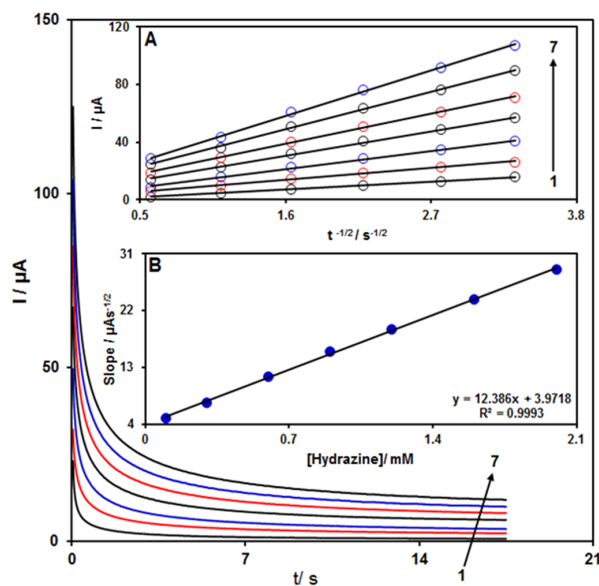 150
100
50
0
I / µA
0
7
14
21
t/ s
7
1
A
120
80
40
0
I / µA
0.5
1.6
2.7
3.8
t -1/2 / s-1/2
7
1
B
31
22
13
4
Slope / µAs-1/2
0
0.7
1.4
2.1
[Hydrazine]/ mM
y = 12.386x + 3.9718
R² = 0.9993